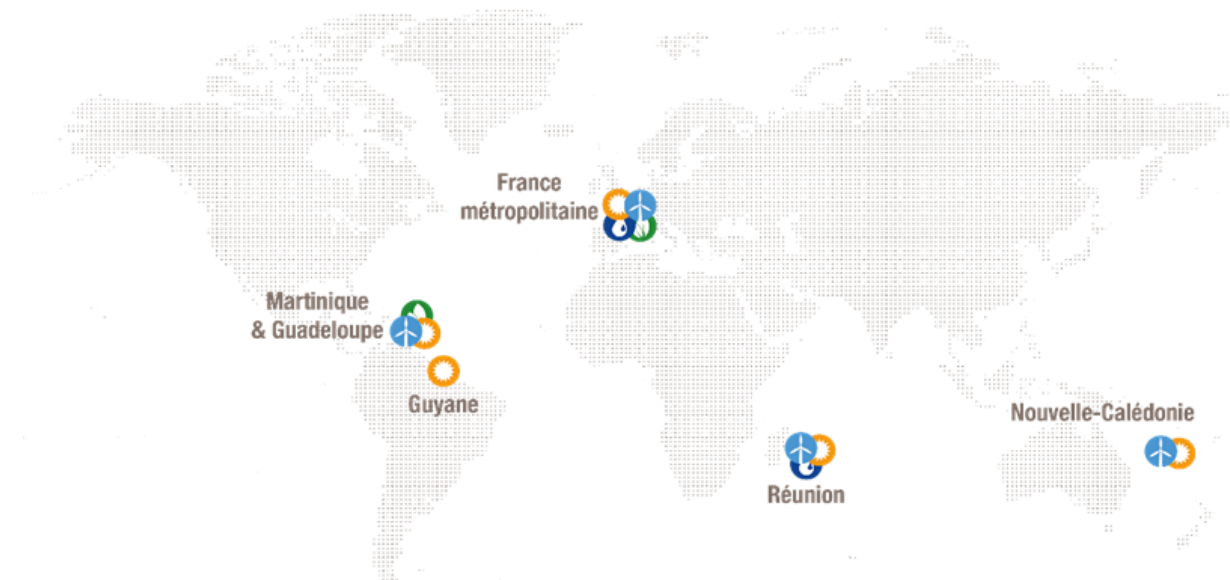 France
métropolitaine
Martinique
& Guadeloupe
Guyane
Nouvelle-Calédonie
Réunion